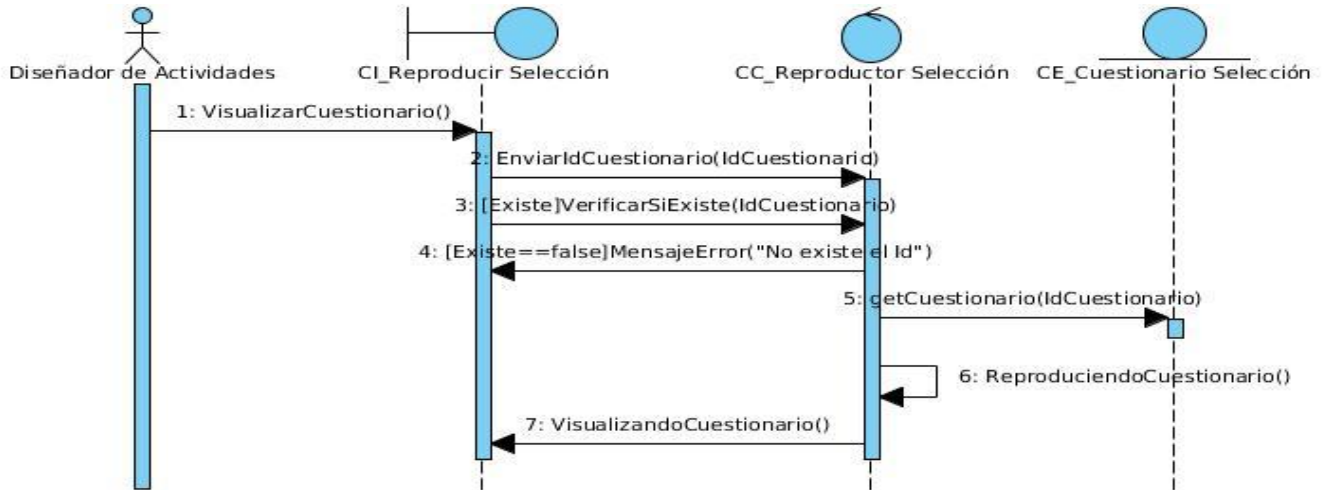 Diseñador de Actividades
CI_Reproducir Selección
CC_Reproductor Selección
CE_Cuestionario Selección
1: VisualizarCuestionario()
2: EnviarIdCuestionario(IdCuestionario)
3: [Existe]VerificarSiExiste(IdCuestionario)
4: [Existe==false]MensajeError("No existe el Id")
5: getCuestionario(IdCuestionario)
6: ReproduciendoCuestionario()
7: VisualizandoCuestionario()